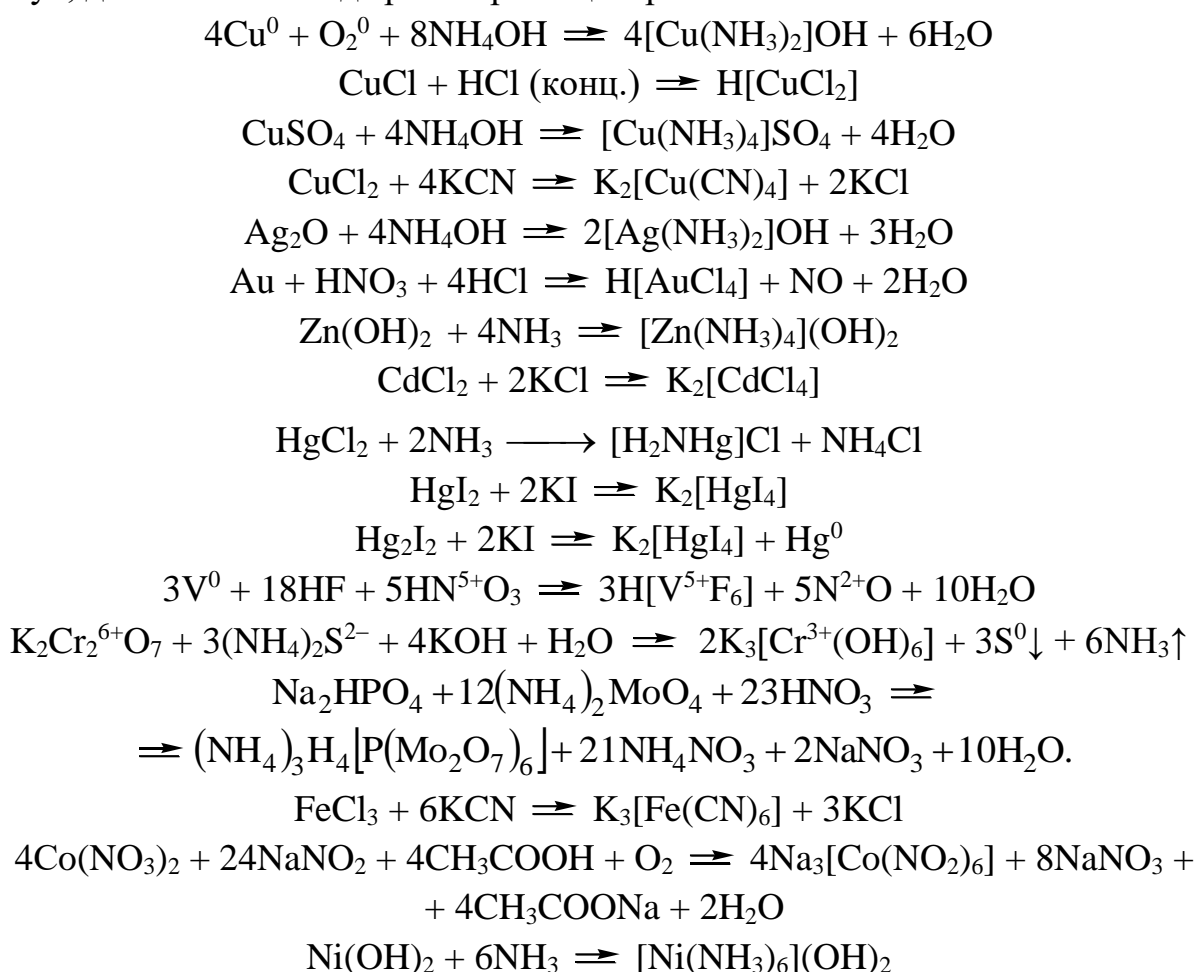 4Cu⁰ + O₂⁰ + 8NH₄OH ⇌ 4[Cu(NH₃)₂]OH + 6H₂O
CuCl + HCl (конц.) ⇌ H[CuCl₂]
CuSO₄ + 4NH₄OH ⇌ [Cu(NH₃)₄]SO₄ + 4H₂O
CuCl₂ + 4KCN ⇌ K₂[Cu(CN)₄] + 2KCl
Ag₂O + 4NH₄OH ⇌ 2[Ag(NH₃)₂]OH + 3H₂O
Au + HNO₃ + 4HCl ⇌ H[AuCl₄] + NO + 2H₂O
Zn(OH)₂ + 4NH₃ ⇌ [Zn(NH₃)₄](OH)₂
CdCl₂ + 2KCl ⇌ K₂[CdCl₄]
HgCl₂ + 2NH₃ ⟶ [H₂NHg]Cl + NH₄Cl
HgI₂ + 2KI ⇌ K₂[HgI₄]
Hg₂I₂ + 2KI ⇌ K₂[HgI₄] + Hg⁰
3V⁰ + 18HF + 5HN⁵⁺O₃ ⇌ 3H[V⁵⁺F₆] + 5N²⁺O + 10H₂O
K₂Cr₂⁶⁺O₇ + 3(NH₄)₂S²⁻ + 4KOH + H₂O ⇌ 2K₃[Cr³⁺(OH)₆] + 3S⁰↓ + 6NH₃↑
Na₂HPO₄ + 12(NH₄)₂MoO₄ + 23HNO₃ ⇌
⇌ (NH₄)₃H₄⌊P(Mo₂O₇)₆⌋ + 21NH₄NO₃ + 2NaNO₃ + 10H₂O.
FeCl₃ + 6KCN ⇌ K₃[Fe(CN)₆] + 3KCl
4Co(NO₃)₂ + 24NaNO₂ + 4CH₃COOH + O₂ ⇌ 4Na₃[Co(NO₂)₆] + 8NaNO₃ +
+ 4CH₃COONa + 2H₂O
Ni(OH)₂ + 6NH₃ ⇌ [Ni(NH₃)₆](OH)₂